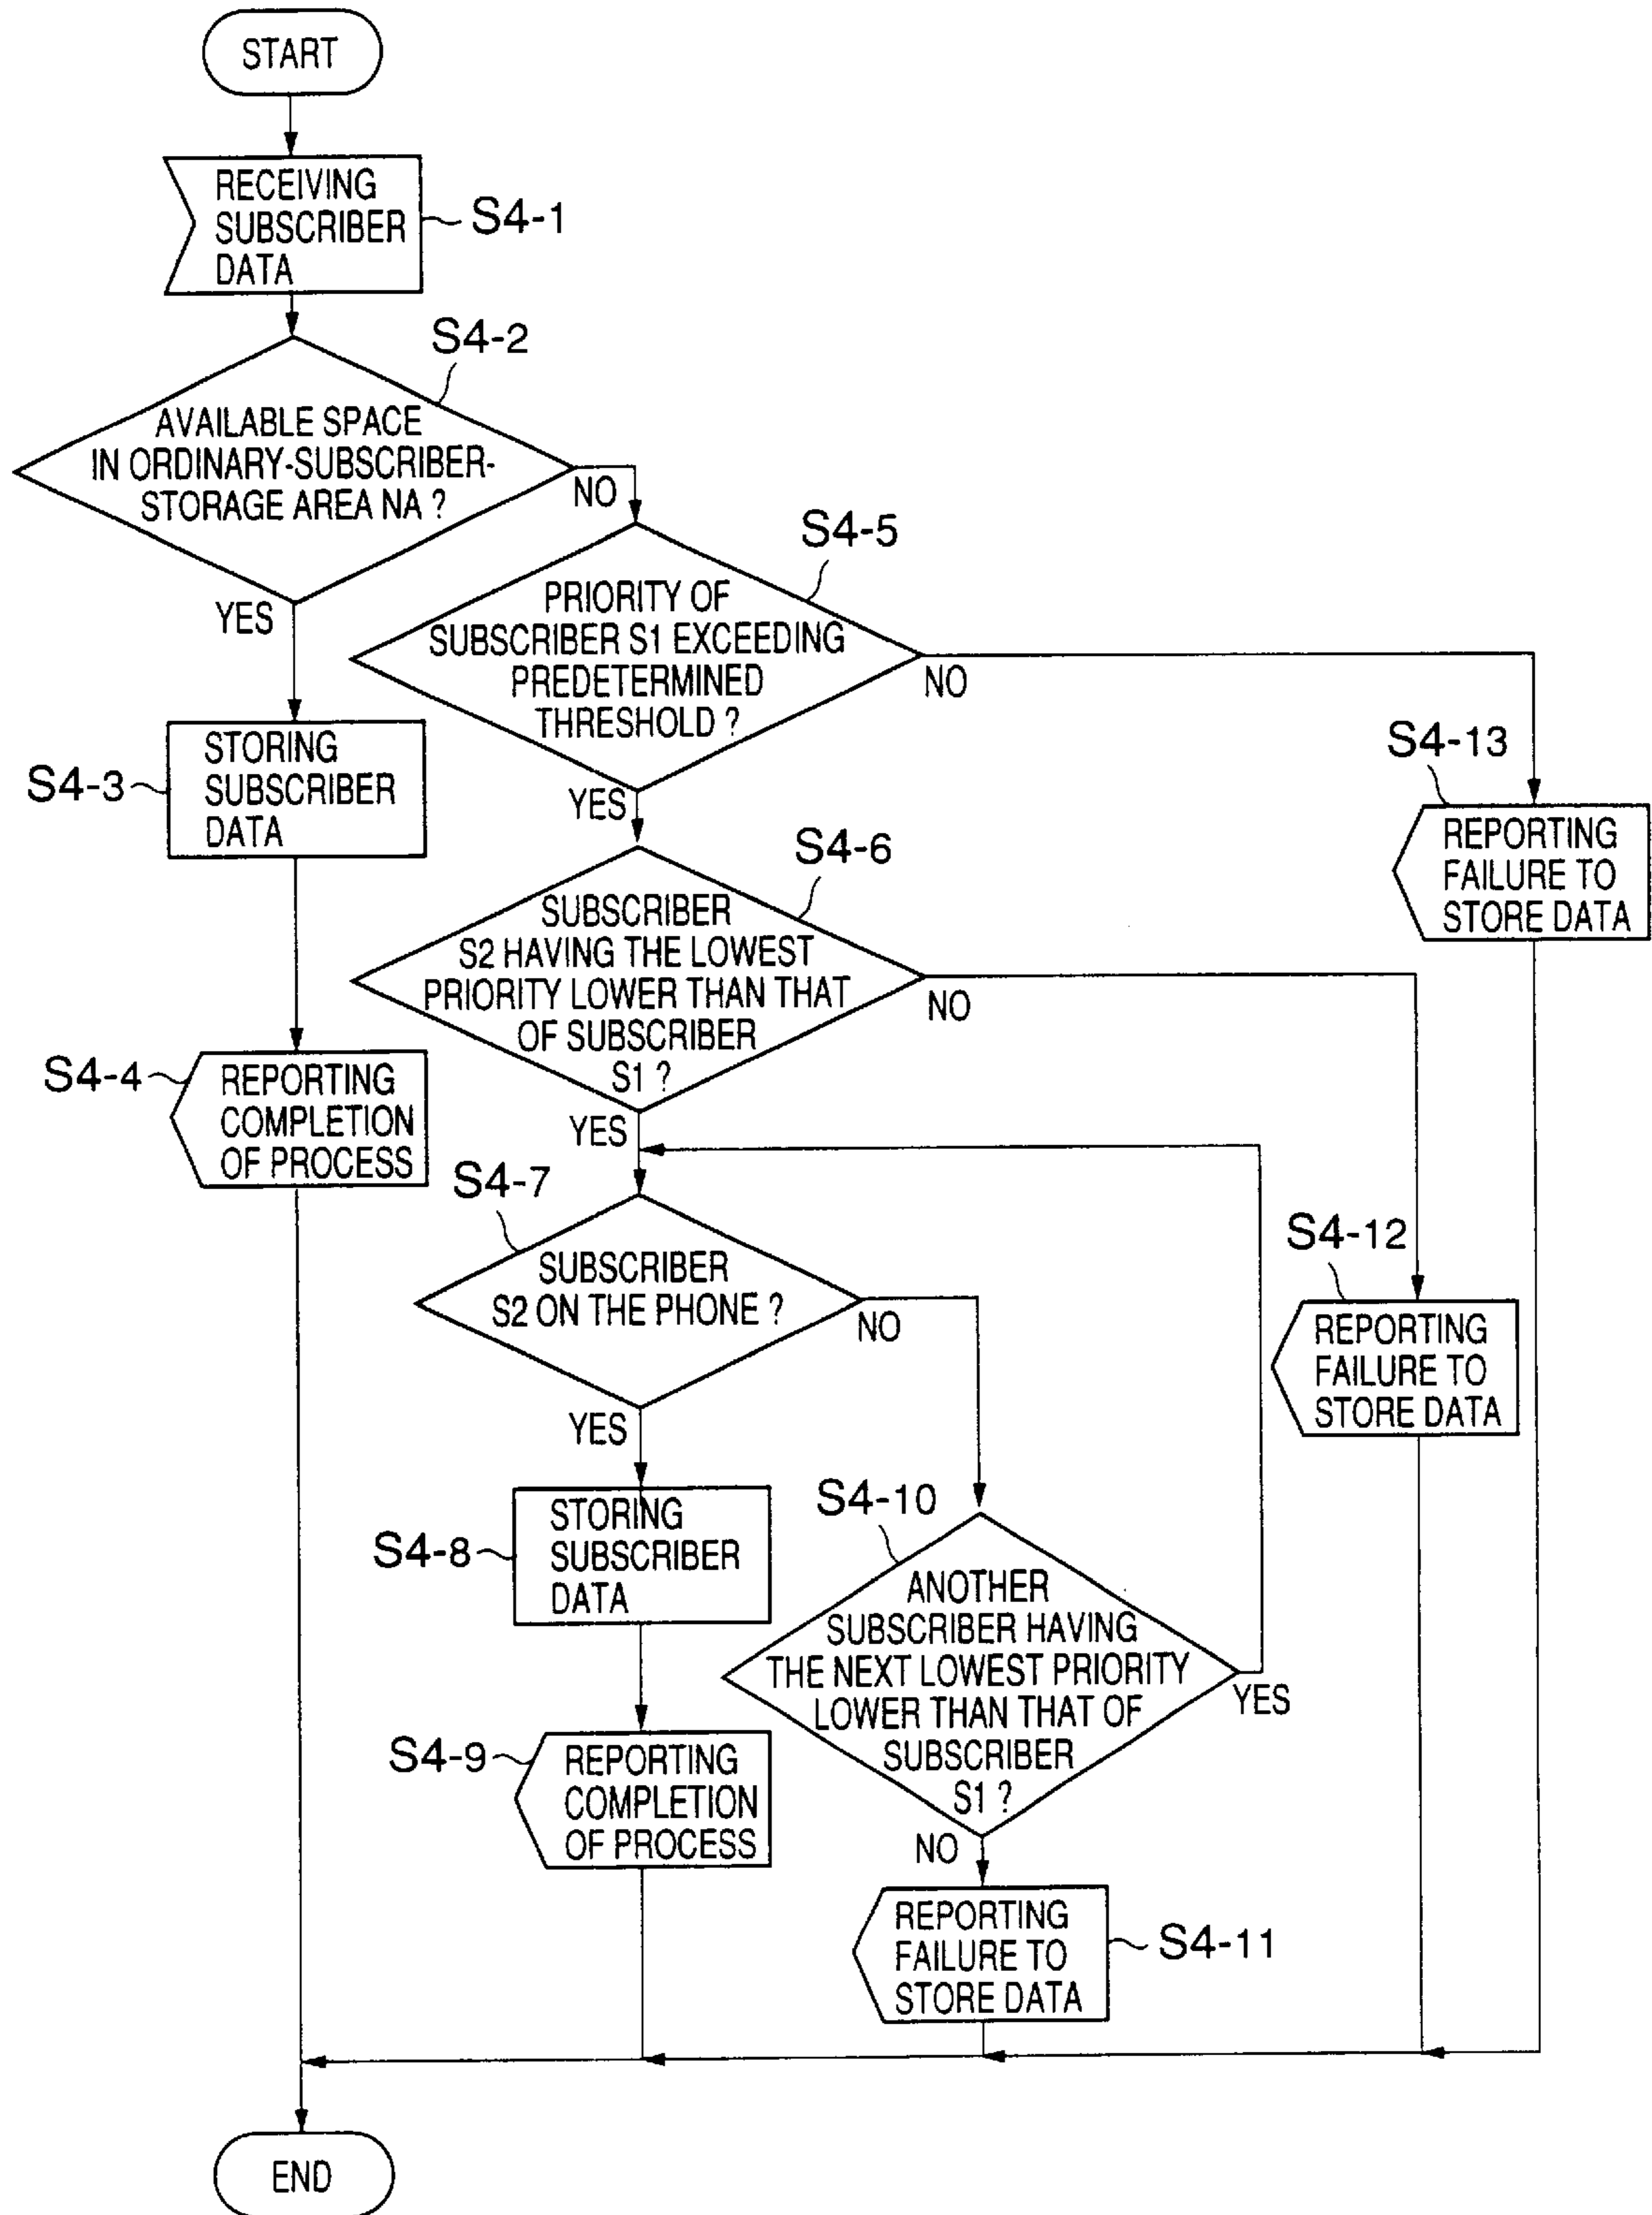 START
RECEIVING
SUBSCRIBER
DATA
S4-1
S4-2
AVAILABLE SPACE
IN ORDINARY-SUBSCRIBER-
STORAGE AREA NA ?
NO
YES
S4-5
PRIORITY OF
SUBSCRIBER S1 EXCEEDING
PREDETERMINED
THRESHOLD ?
NO
YES
S4-3
STORING
SUBSCRIBER
DATA
S4-13
REPORTING
FAILURE TO
STORE DATA
S4-6
SUBSCRIBER
S2 HAVING THE LOWEST
PRIORITY LOWER THAN THAT
OF SUBSCRIBER
S1 ?
NO
YES
S4-4
REPORTING
COMPLETION
OF PROCESS
S4-7
SUBSCRIBER
S2 ON THE PHONE ?
NO
YES
S4-12
REPORTING
FAILURE TO
STORE DATA
S4-8
STORING
SUBSCRIBER
DATA
S4-10
ANOTHER
SUBSCRIBER HAVING
THE NEXT LOWEST PRIORITY
LOWER THAN THAT OF
SUBSCRIBER
S1 ?
YES
NO
S4-9
REPORTING
COMPLETION
OF PROCESS
REPORTING
FAILURE TO
STORE DATA
S4-11
END